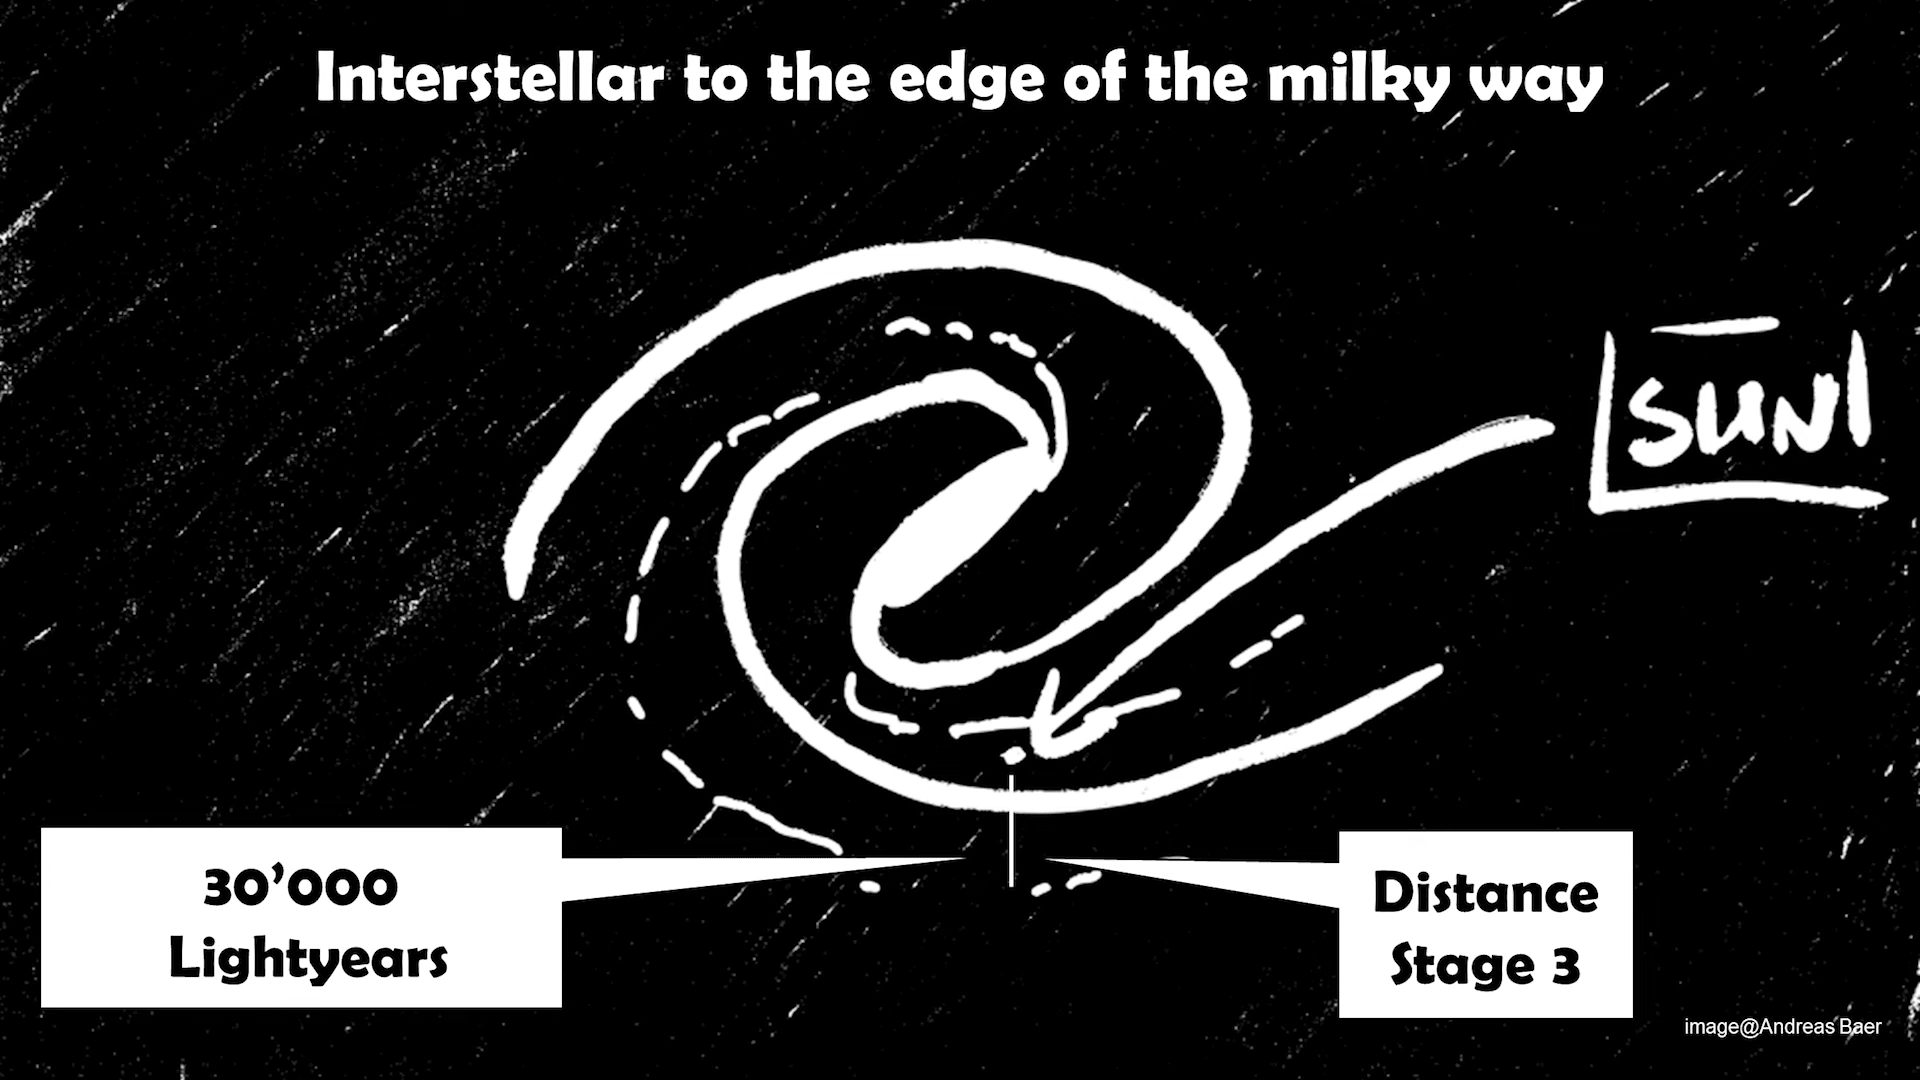 Interstellar to the edge of the milky way
SUN
30’000
Lightyears
Distance
Stage 3
image@Andreas Baer